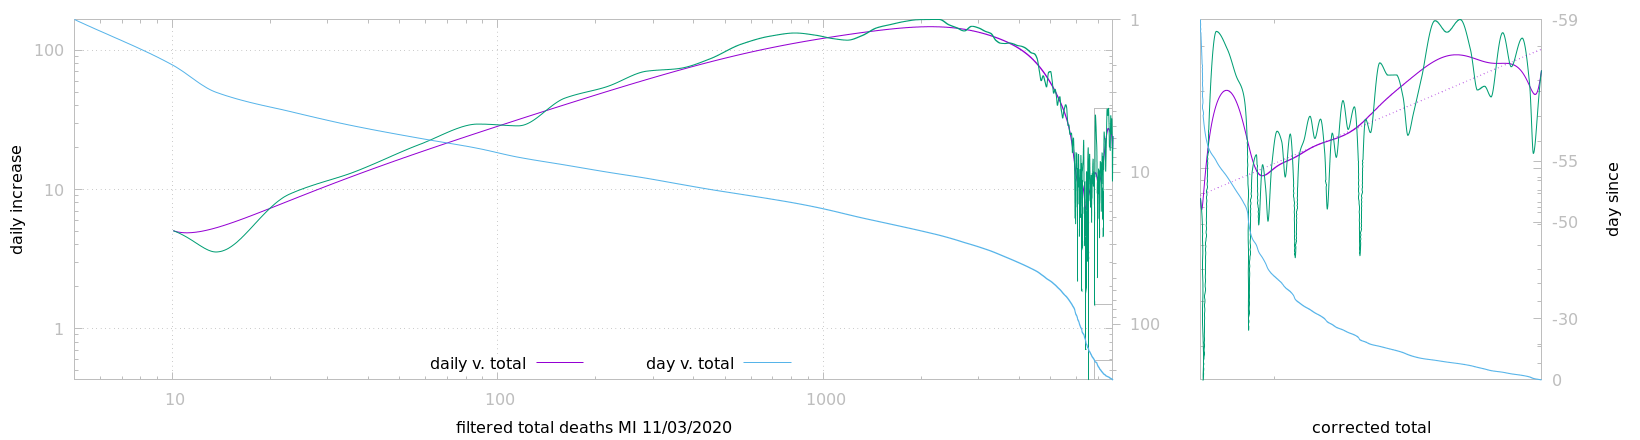 100
10
1
daily increase
daily v. total
day v. total
10
100
1000
filtered total deaths MI 11/03/2020
1
10
100
-59
-55
-50
-30
0
day since
corrected total